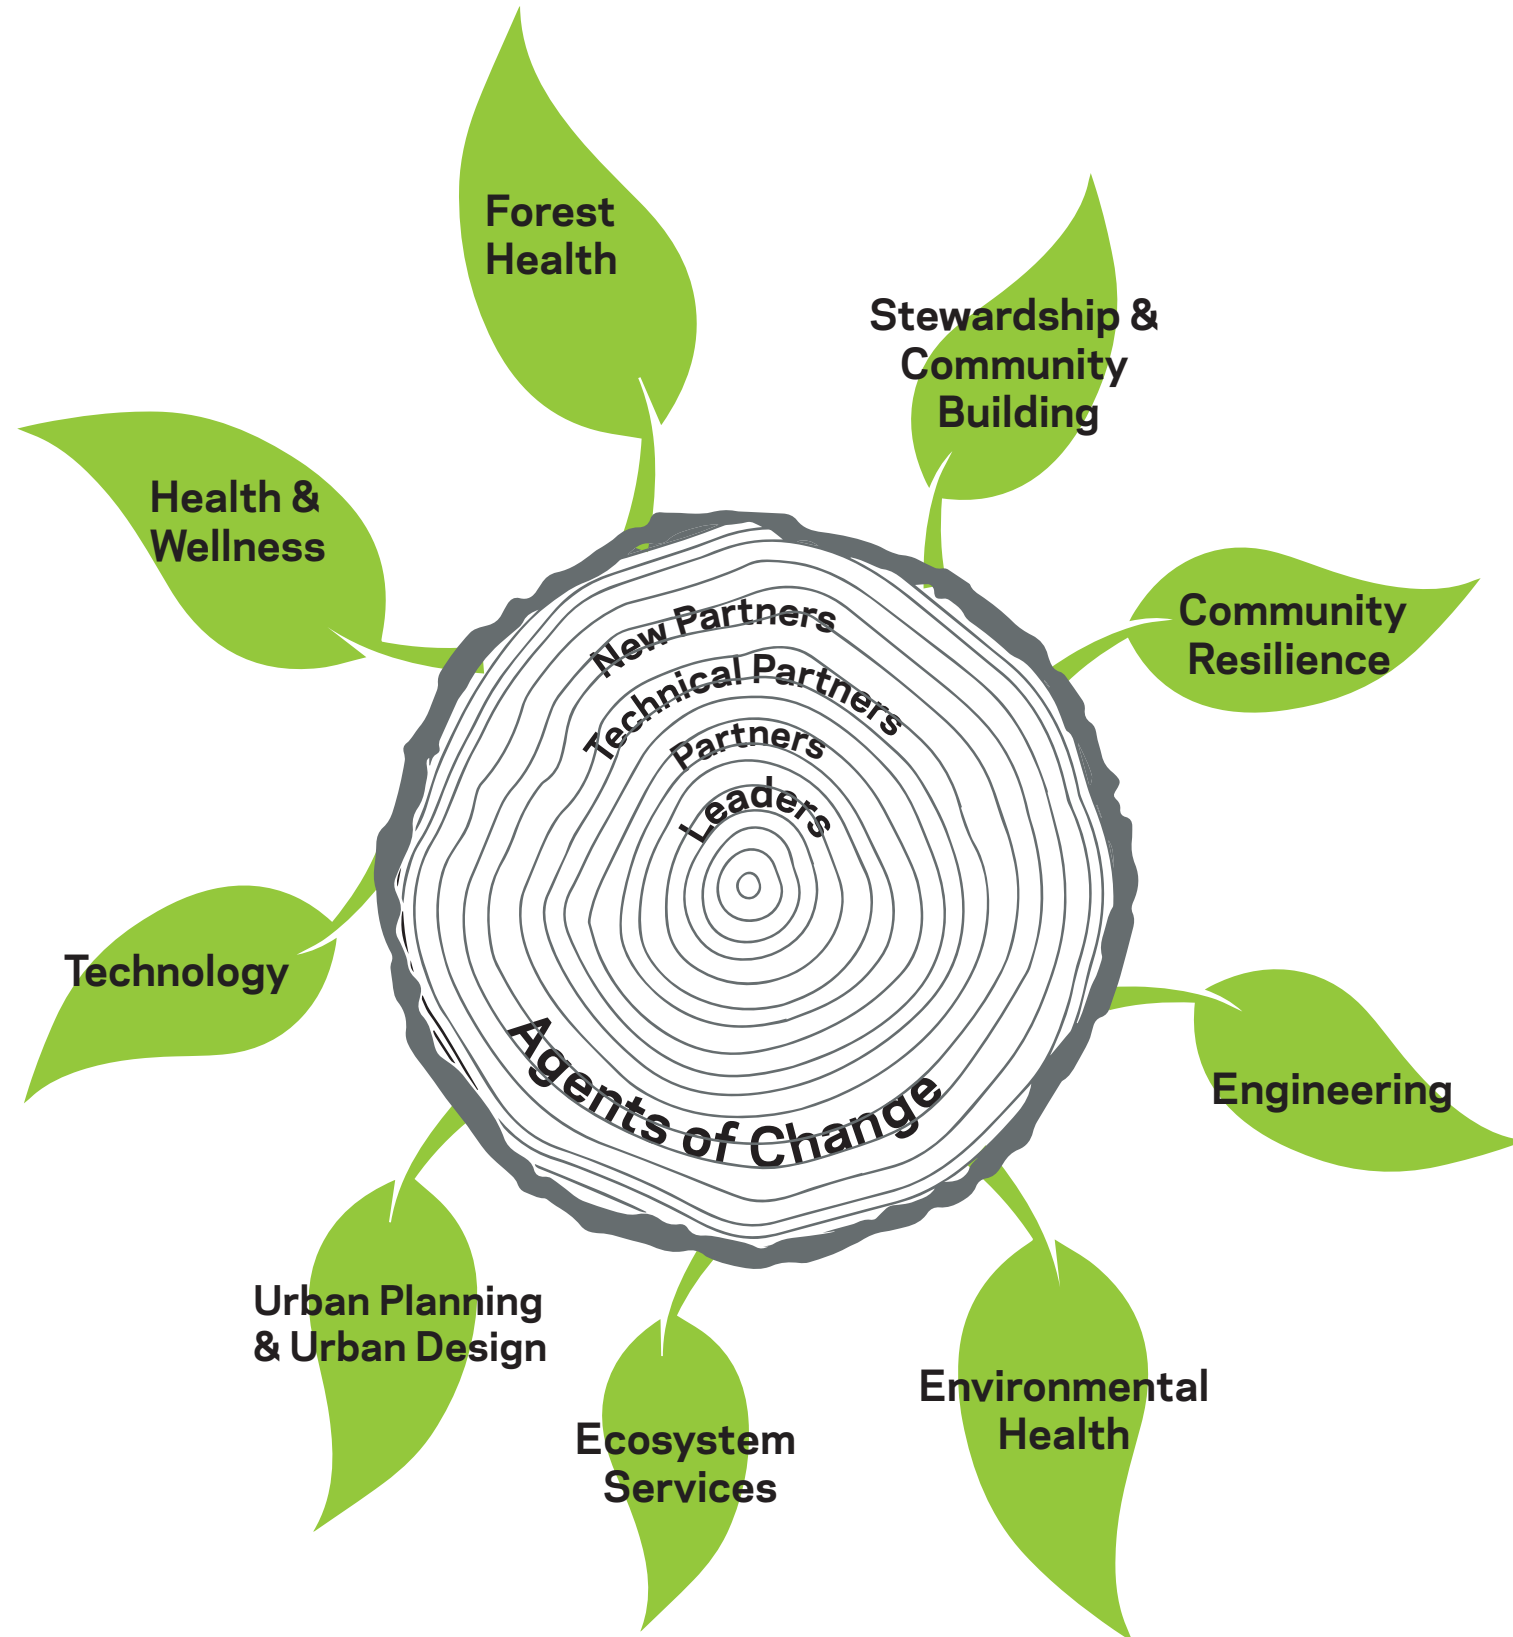 Forest
Health
Stewardship &
Community
Building
Health &
Wellness
Community
Resilience
New Partners
Technical Partners
Partners
Leaders
Technology
Agents of Change
Engineering
Urban Planning
& Urban Design
Environmental
Health
Ecosystem
Services